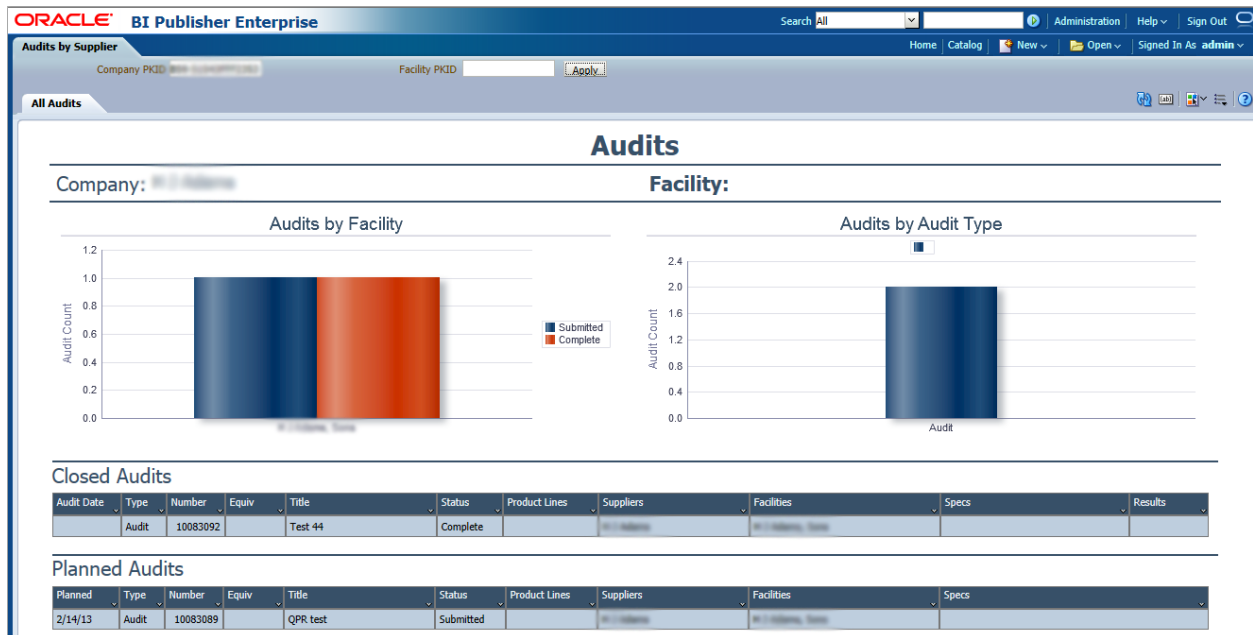 ORACLE BI Publisher Enterprise Search All Administration Help Sign Out
Audits by Supplier Home Catalog New Open Signed In As admin
Company PKID Facility PKID Apply
All Audits
Audits
Company: Facility:
Audits by Facility
1.2
1.0
0.8
0.6
0.4
0.2
0.0
Audit Count
Submitted
Complete
Audits by Audit Type
2.4
2.0
1.6
1.2
0.8
0.4
0.0
Audit Count
Audit
Closed Audits
Audit Date Type Number Equiv Title Status Product Lines Suppliers Facilities Specs Results
Audit 10083092 Test 44 Complete
Planned Audits
Planned Type Number Equiv Title Status Product Lines Suppliers Facilities Specs
2/14/13 Audit 10083089 QPR test Submitted